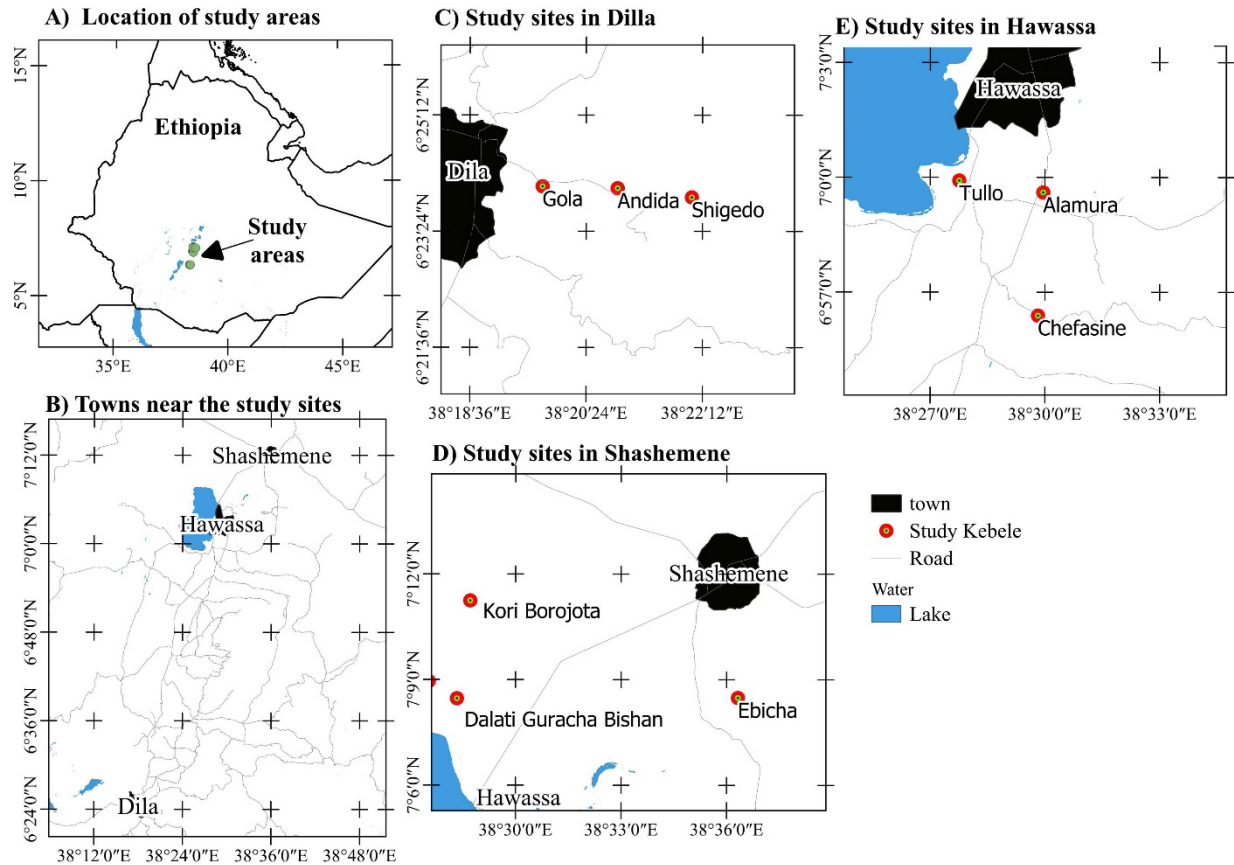 A) Location of study areas
15°N
10°N
5°N
Ethiopia
Study
areas
35°E
40°E
45°E
B) Towns near the study sites
7°12'0"N
7°0'0"N
6°48'0"N
6°36'0"N
6°24'0"N
Shashemene
Hawassa
Dila
38°12'0"E
38°24'0"E
38°36'0"E
38°48'0"E
C) Study sites in Dilla
6°25'12"N
6°23'24"N
6°21'36"N
Dila
Gola
Andida
Shigedo
38°18'36"E
38°20'24"E
38°22'12"E
D) Study sites in Shashemene
7°12'0"N
7°9'0"N
7°6'0"N
Shashemene
Kori Borojota
Dalati Guracha Bishan
Ebicha
Hawassa
38°30'0"E
38°33'0"E
38°36'0"E
E) Study sites in Hawassa
7°3'0"N
7°0'0"N
6°57'0"N
Hawassa
Tullo
Alamura
Chefasine
38°27'0"E
38°30'0"E
38°33'0"E
town
Study Kebele
Road
Water
Lake